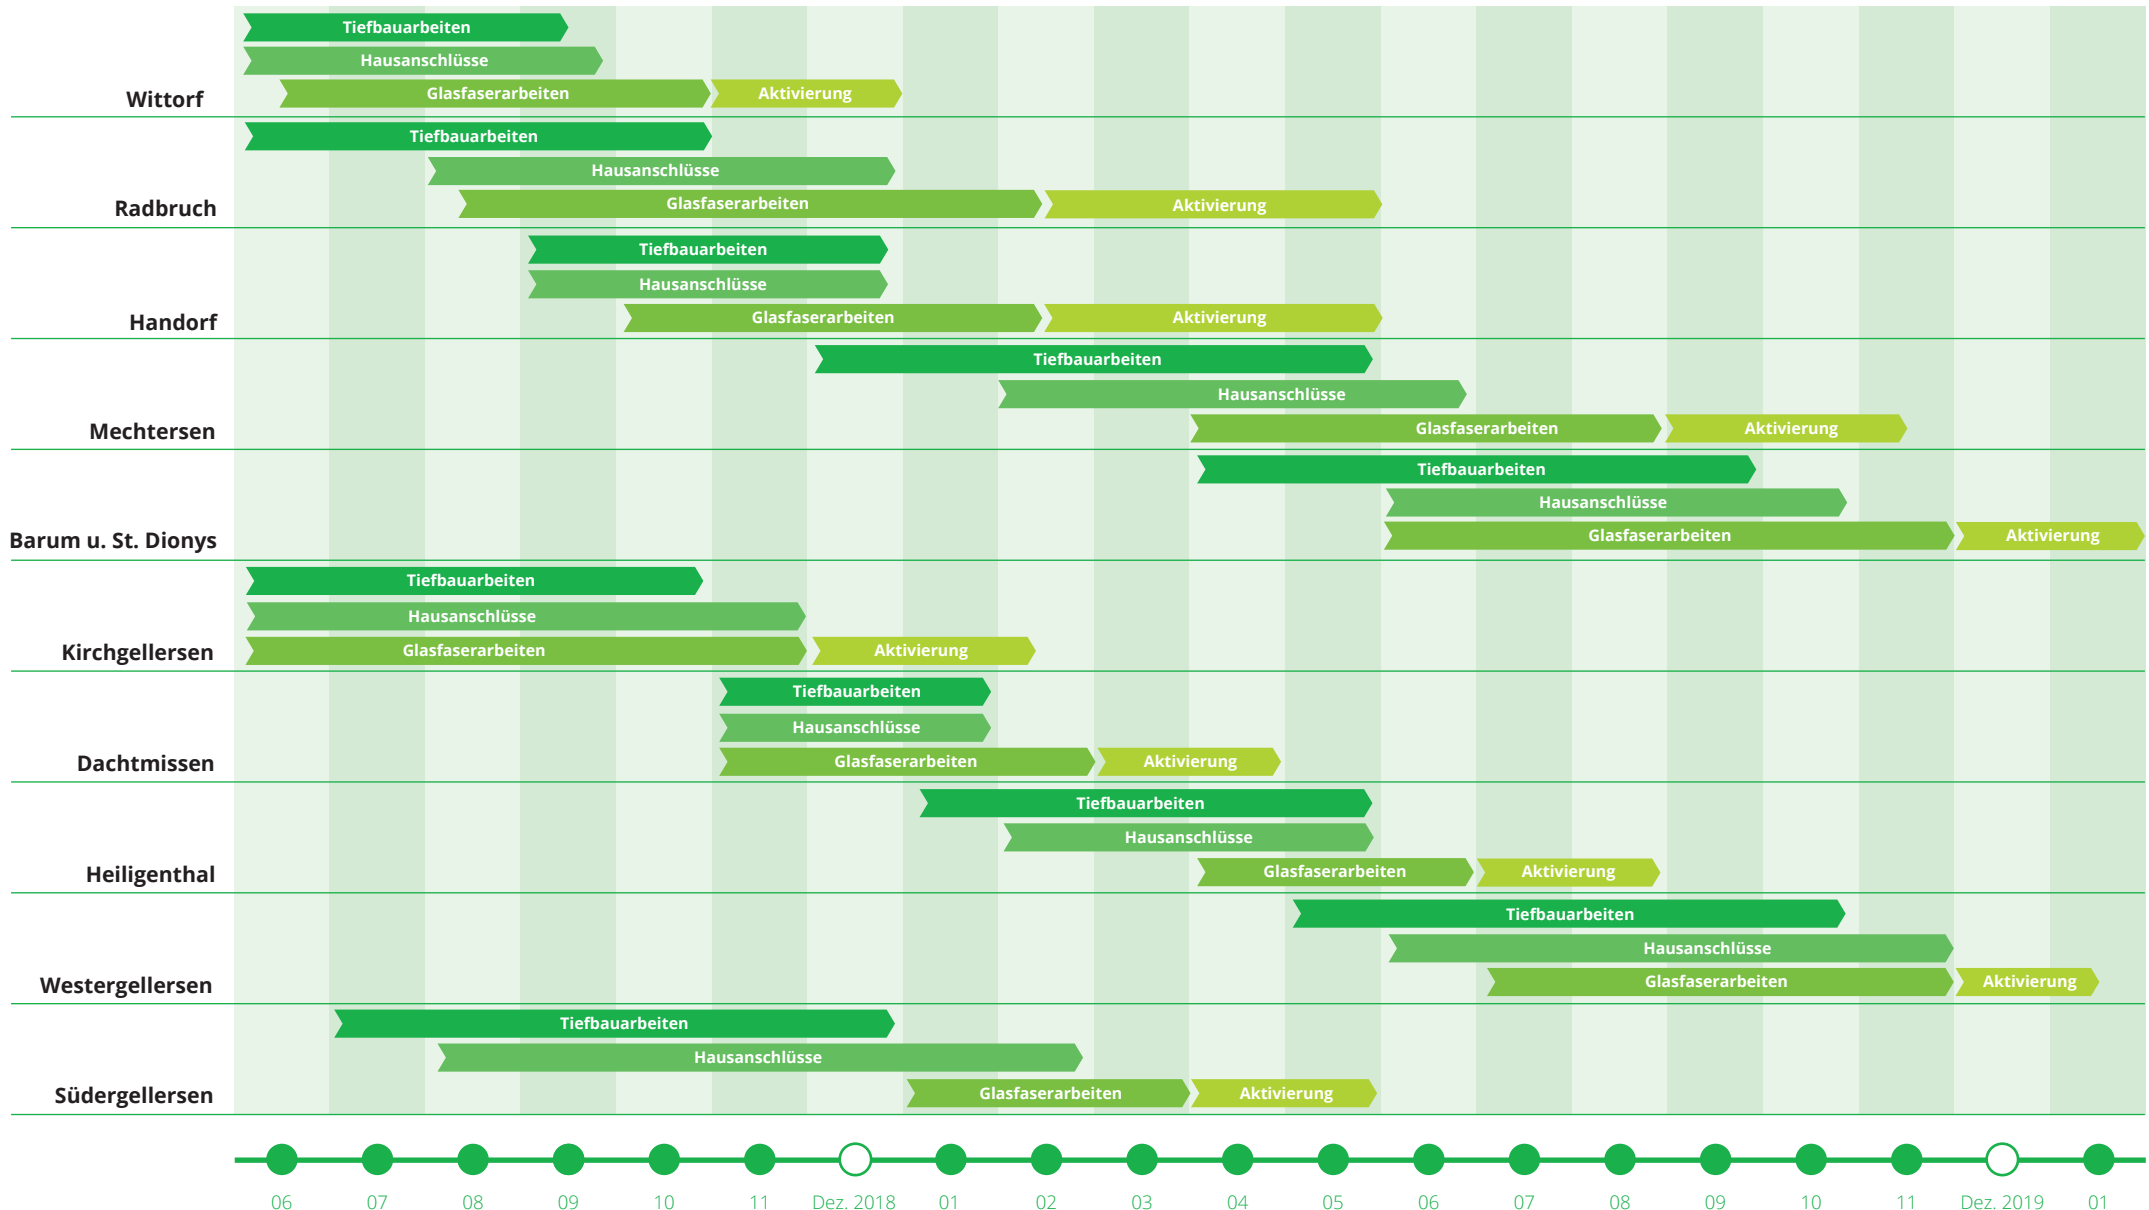 Tiefbauarbeiten
Hausanschlüsse
Wittorf
Glasfaserarbeiten
Aktivierung
Tiefbauarbeiten
Hausanschlüsse
Radbruch
Glasfaserarbeiten
Aktivierung
Tiefbauarbeiten
Hausanschlüsse
Handorf
Glasfaserarbeiten
Aktivierung
Tiefbauarbeiten
Hausanschlüsse
Mechtersen
Glasfaserarbeiten
Aktivierung
Tiefbauarbeiten
Hausanschlüsse
Barum u. St. Dionys
Glasfaserarbeiten
Aktivierung
Tiefbauarbeiten
Hausanschlüsse
Kirchgellersen
Glasfaserarbeiten
Aktivierung
Tiefbauarbeiten
Hausanschlüsse
Dachtmissen
Glasfaserarbeiten
Aktivierung
Tiefbauarbeiten
Hausanschlüsse
Heiligenthal
Glasfaserarbeiten
Aktivierung
Tiefbauarbeiten
Hausanschlüsse
Westergellersen
Glasfaserarbeiten
Aktivierung
Tiefbauarbeiten
Hausanschlüsse
Südergellersen
Glasfaserarbeiten
Aktivierung
06 07 08 09 10 11 Dez. 2018 01 02 03 04 05 06 07 08 09 10 11 Dez. 2019 01